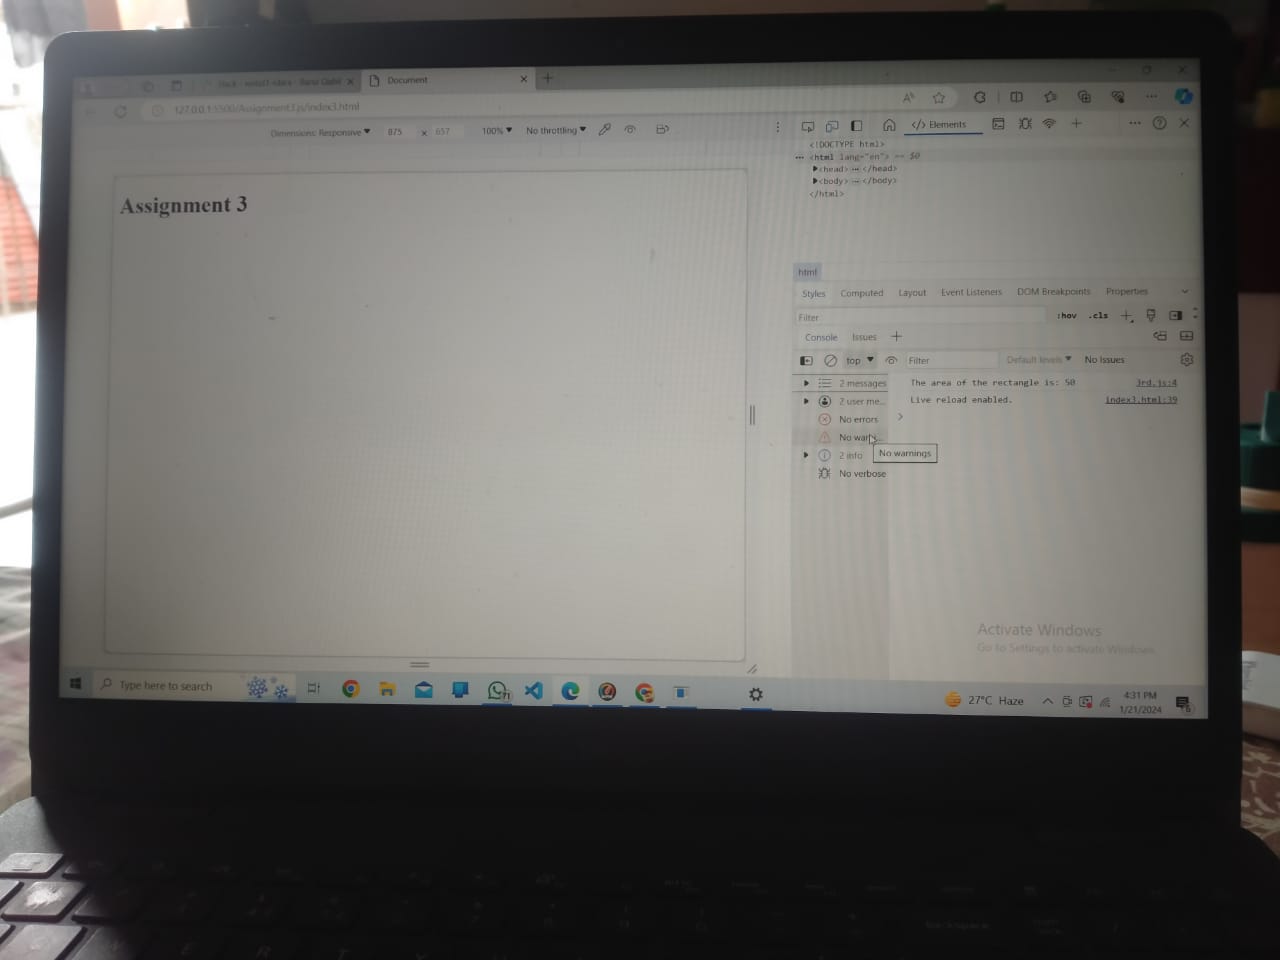 Document
127.0.0.1:5500/Assignment3.js/index3.html
Dimensions: Responsive 875 x 657 100% No throttling
Elements
<!DOCTYPE html>
<html lang="en"> == $0
<head> … </head>
<body> … </body>
</html>
Assignment 3
html
Styles Computed Layout Event Listeners DOM Breakpoints Properties
Filter :hov .cls
Console Issues
top Filter Default levels No Issues
2 messages
2 user me...
No errors
No warn...
No warnings
2 info
No verbose
The area of the rectangle is: 50 3rd.js:4
Live reload enabled. index3.html:39
Activate Windows
Go to Settings to activate Windows.
Type here to search
27°C Haze
4:31 PM
1/21/2024